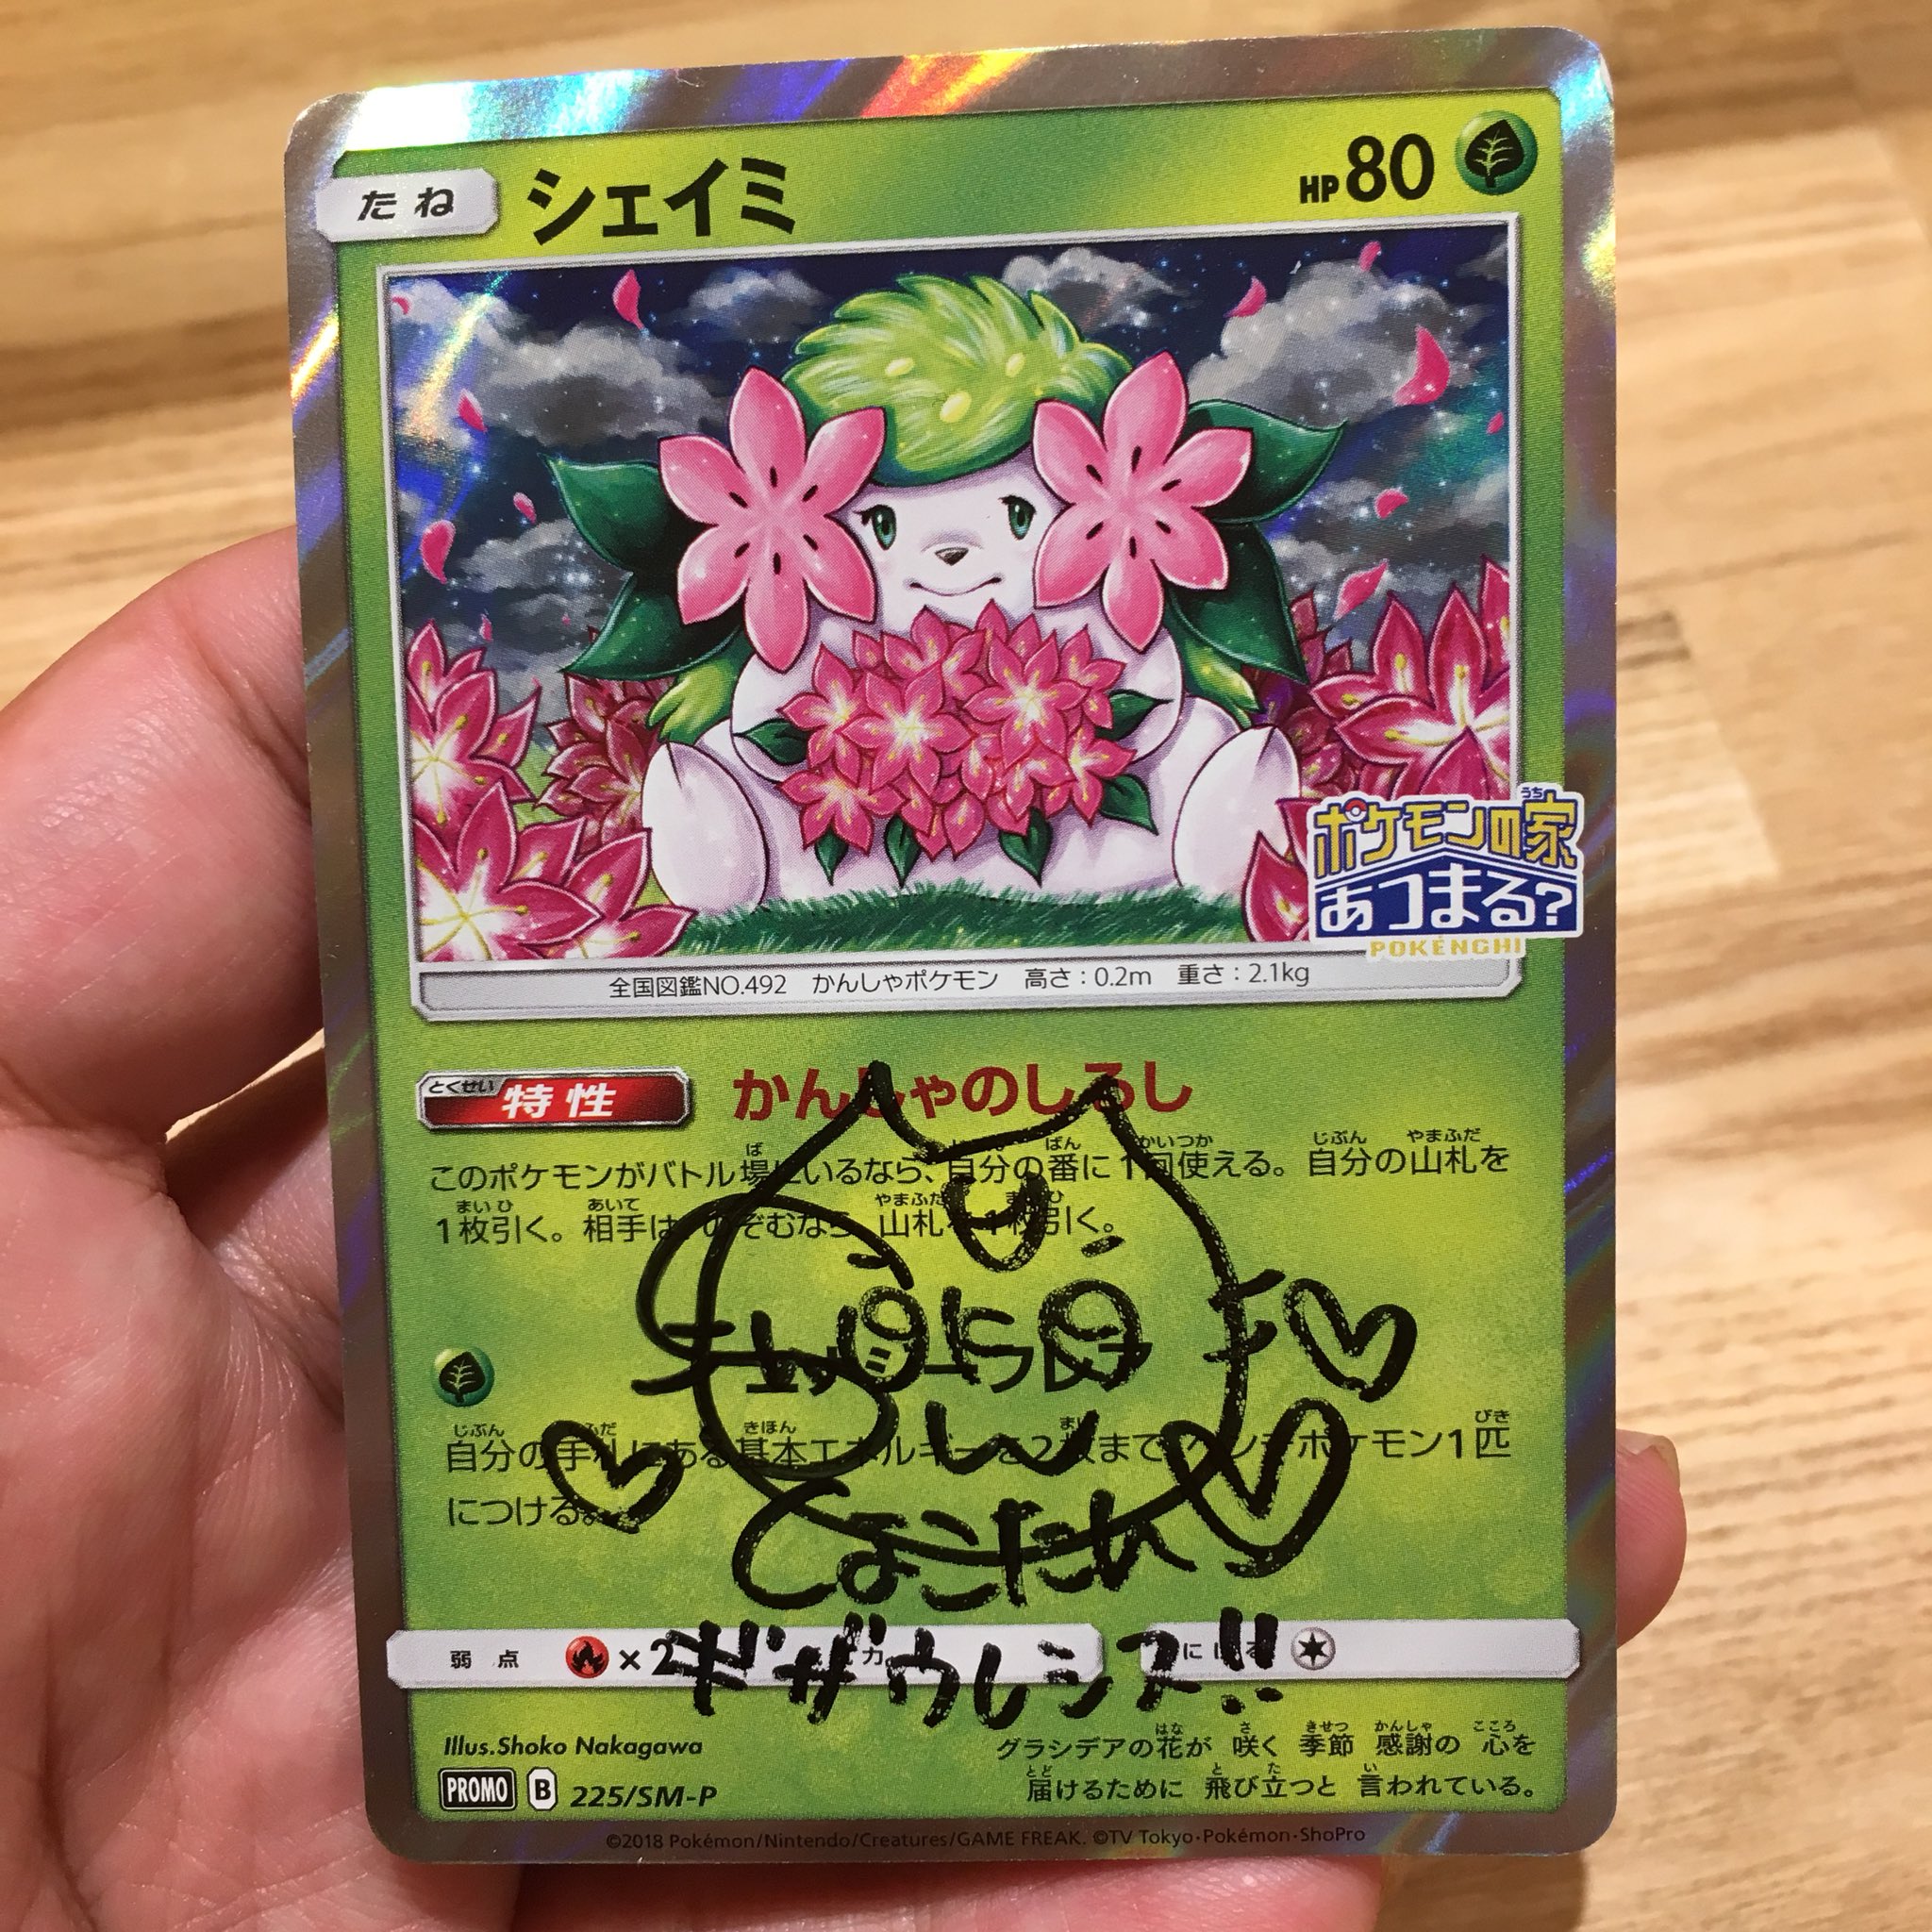 たね シェイミ HP80
ポケモンの家
うち
あつまる?
POKÉNCHI
全国図鑑NO.492 かんしゃポケモン 高さ:0.2m 重さ:2.1kg
とくせい
特性 かんしゃのしるし
このポケモンがバトル場にいるなら、自分の番に1回使える。自分の山札を
1枚引く。相手は、のぞむなら、山札を1枚引く。
自分の手札にある基本エネルギーを2枚まで、ベンチポケモン1匹
につける。
しょこたん
ギザウレシス!!
弱点 ×2
Illus.Shoko Nakagawa
PROMO B 225/SM-P
グラシデアの花が 咲く 季節 感謝の 心を
届けるために 飛び立つと 言われている。
©2018 Pokémon/Nintendo/Creatures/GAME FREAK. ©TV Tokyo・Pokémon・ShoPro